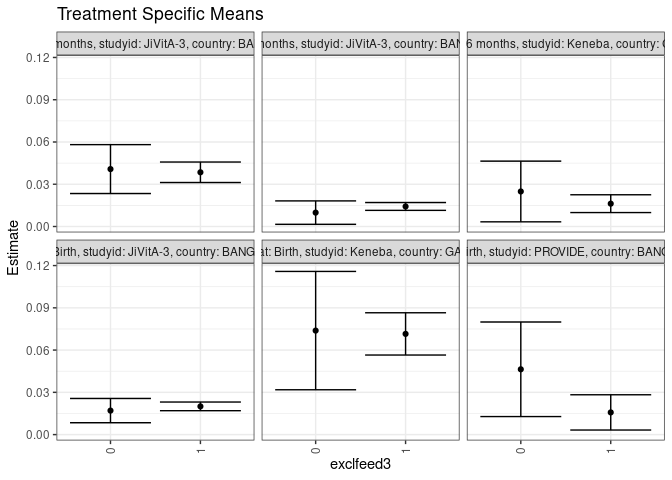 Treatment Specific Means
months, studyid: JiVitA-3, country: BA
months, studyid: JiVitA-3, country: BAN
6 months, studyid: Keneba, country:
0.12
0.09
0.06
0.03
0.00
Birth, studyid: JiVitA-3, country: BANG
at: Birth, studyid: Keneba, country: GA
irth, studyid: PROVIDE, country: BANG
0.12
0.09
0.06
0.03
0.00
Estimate
0 1 0 1 0 1
exclfeed3